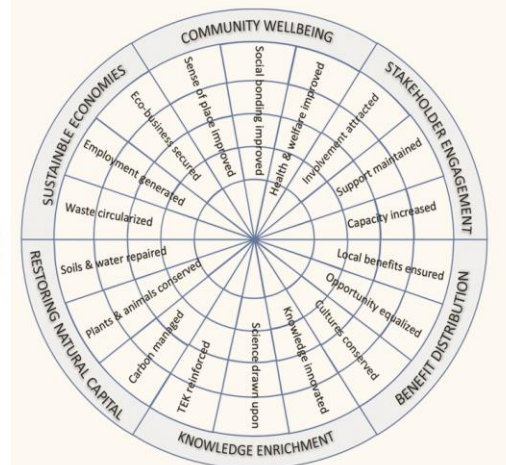 COMMUNITY WELLBEING
Sense of place improved
Social bonding improved
Health & welfare improved
STAKEHOLDER ENGAGEMENT
Involvement attracted
Support maintained
Capacity increased
BENEFIT DISTRIBUTION
Local benefits ensured
Opportunity equalized
Cultures conserved
KNOWLEDGE ENRICHMENT
Knowledge innovated
Science drawn upon
TEK reinforced
RESTORING NATURAL CAPITAL
Carbon managed
Plants & animals conserved
Soils & water repaired
SUSTAINBLE ECONOMIES
Waste circularized
Employment generated
Eco-business secured